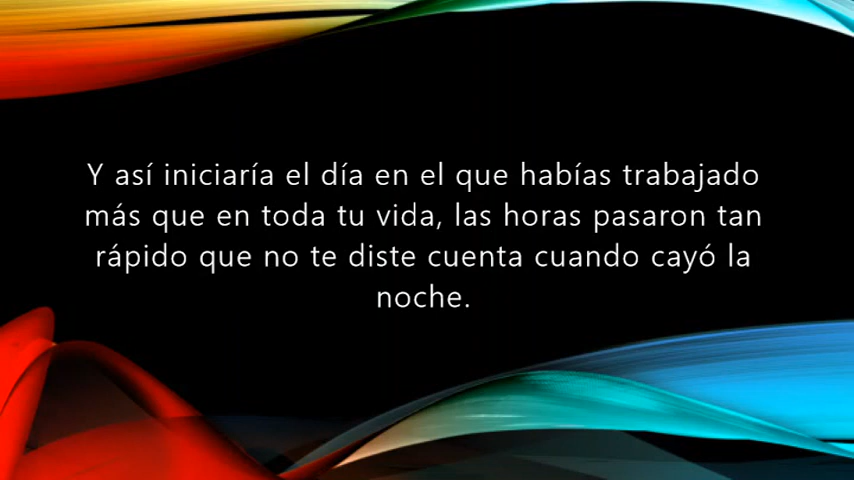 Y así iniciaría el día en el que habías trabajado
más que en toda tu vida, las horas pasaron tan
rápido que no te diste cuenta cuando cayó la
noche.